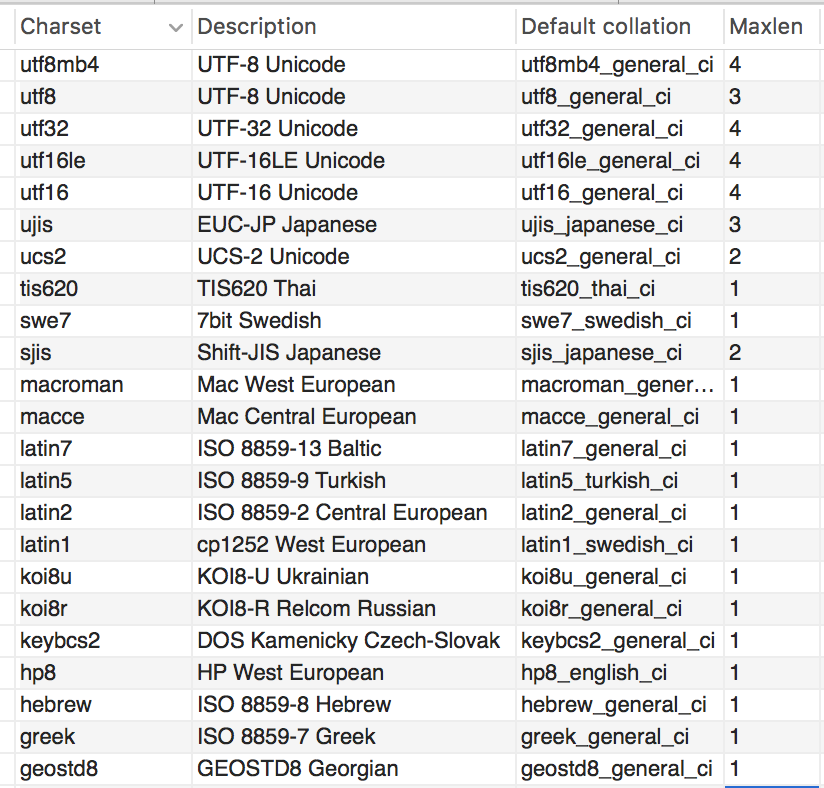 Charset Description Default collation Maxlen
utf8mb4 UTF-8 Unicode utf8mb4_general_ci 4
utf8 UTF-8 Unicode utf8_general_ci 3
utf32 UTF-32 Unicode utf32_general_ci 4
utf16le UTF-16LE Unicode utf16le_general_ci 4
utf16 UTF-16 Unicode utf16_general_ci 4
ujis EUC-JP Japanese ujis_japanese_ci 3
ucs2 UCS-2 Unicode ucs2_general_ci 2
tis620 TIS620 Thai tis620_thai_ci 1
swe7 7bit Swedish swe7_swedish_ci 1
sjis Shift-JIS Japanese sjis_japanese_ci 2
macroman Mac West European macroman_gener... 1
macce Mac Central European macce_general_ci 1
latin7 ISO 8859-13 Baltic latin7_general_ci 1
latin5 ISO 8859-9 Turkish latin5_turkish_ci 1
latin2 ISO 8859-2 Central European latin2_general_ci 1
latin1 cp1252 West European latin1_swedish_ci 1
koi8u KOI8-U Ukrainian koi8u_general_ci 1
koi8r KOI8-R Relcom Russian koi8r_general_ci 1
keybcs2 DOS Kamenicky Czech-Slovak keybcs2_general_ci 1
hp8 HP West European hp8_english_ci 1
hebrew ISO 8859-8 Hebrew hebrew_general_ci 1
greek ISO 8859-7 Greek greek_general_ci 1
geostd8 GEOSTD8 Georgian geostd8_general_ci 1